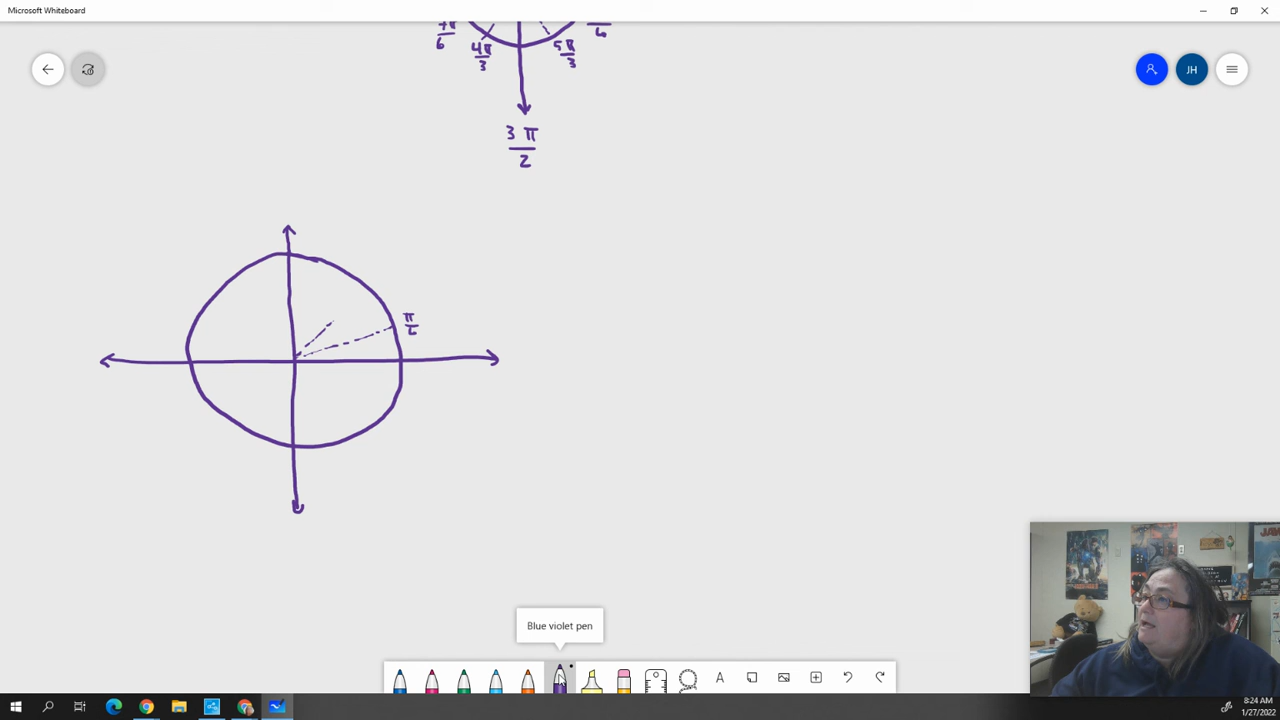 Microsoft Whiteboard
JH
π
6
4π
3
5π
3
6
3π
2
π
6
Blue violet pen
A
8:24 AM
1/27/2022